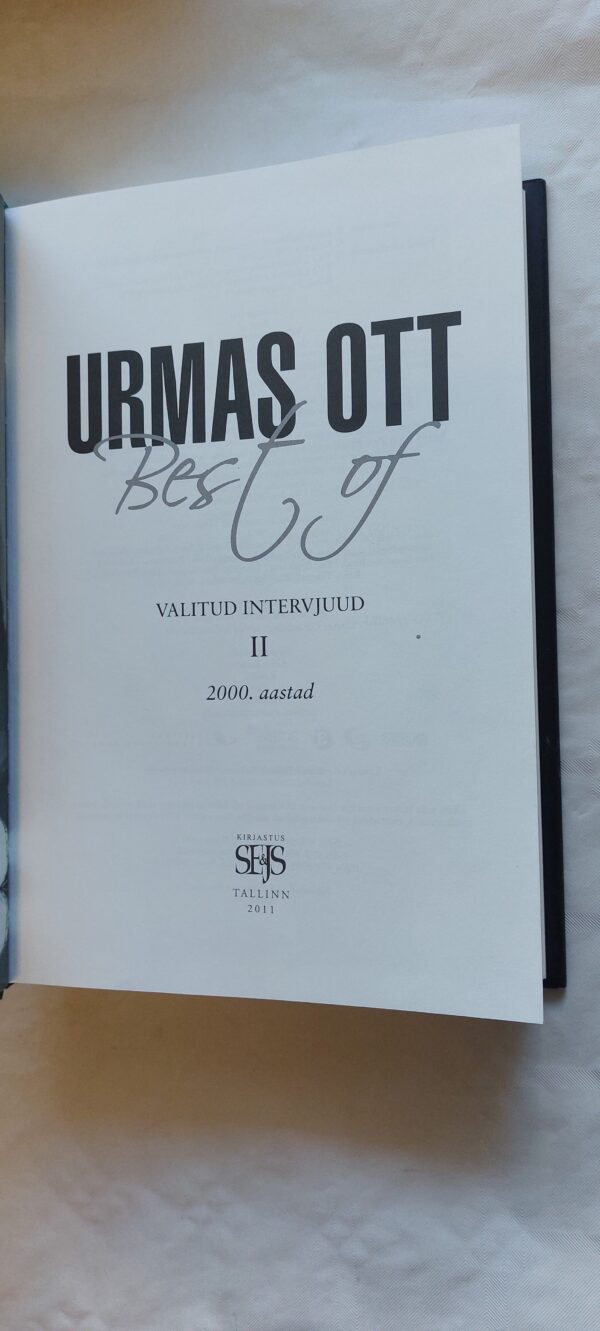 URMAS OTT
Best of
VALITUD INTERVJUUD
II
2000. aastad
KIRJASTUS
SE&JS
TALLINN
2011